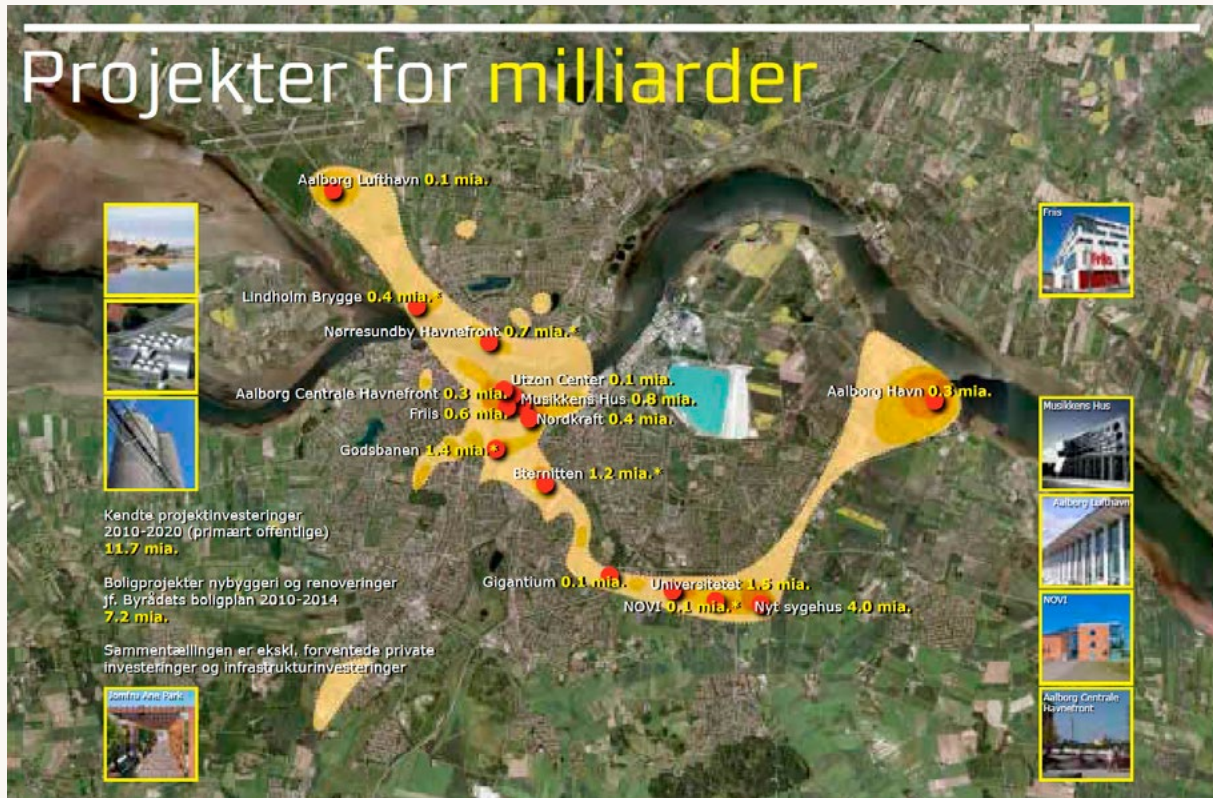 Projekter for milliarder
Aalborg Lufthavn 0.1 mia.
Lindholm Brygge 0.4 mia.*
Nørresundby Havnefront 0.7 mia.*
Utzon Center 0.1 mia.
Aalborg Centrale Havnefront 0.3 mia.
Musikkens Hus 0.8 mia.
Friis 0.6 mia.
Nordkraft 0.4 mia.
Godsbanen 1.4 mia.*
Eternitten 1.2 mia.*
Aalborg Havn 0.3 mia.
Gigantium 0.1 mia.
Universitetet 1.5 mia.
NOVI 0.1 mia.*
Nyt sygehus 4.0 mia.
Kendte projektinvesteringer
2010-2020 (primært offentlige)
11.7 mia.
Boligprojekter nybyggeri og renoveringer
jf. Byrådets boligplan 2010-2014
7.2 mia.
Sammentællingen er ekskl. forventede private
investeringer og infrastrukturinvesteringer
Jomfru Ane Park
Friis
Friis
Musikkens Hus
Aalborg Lufthavn
NOVI
Aalborg Centrale
Havnefront